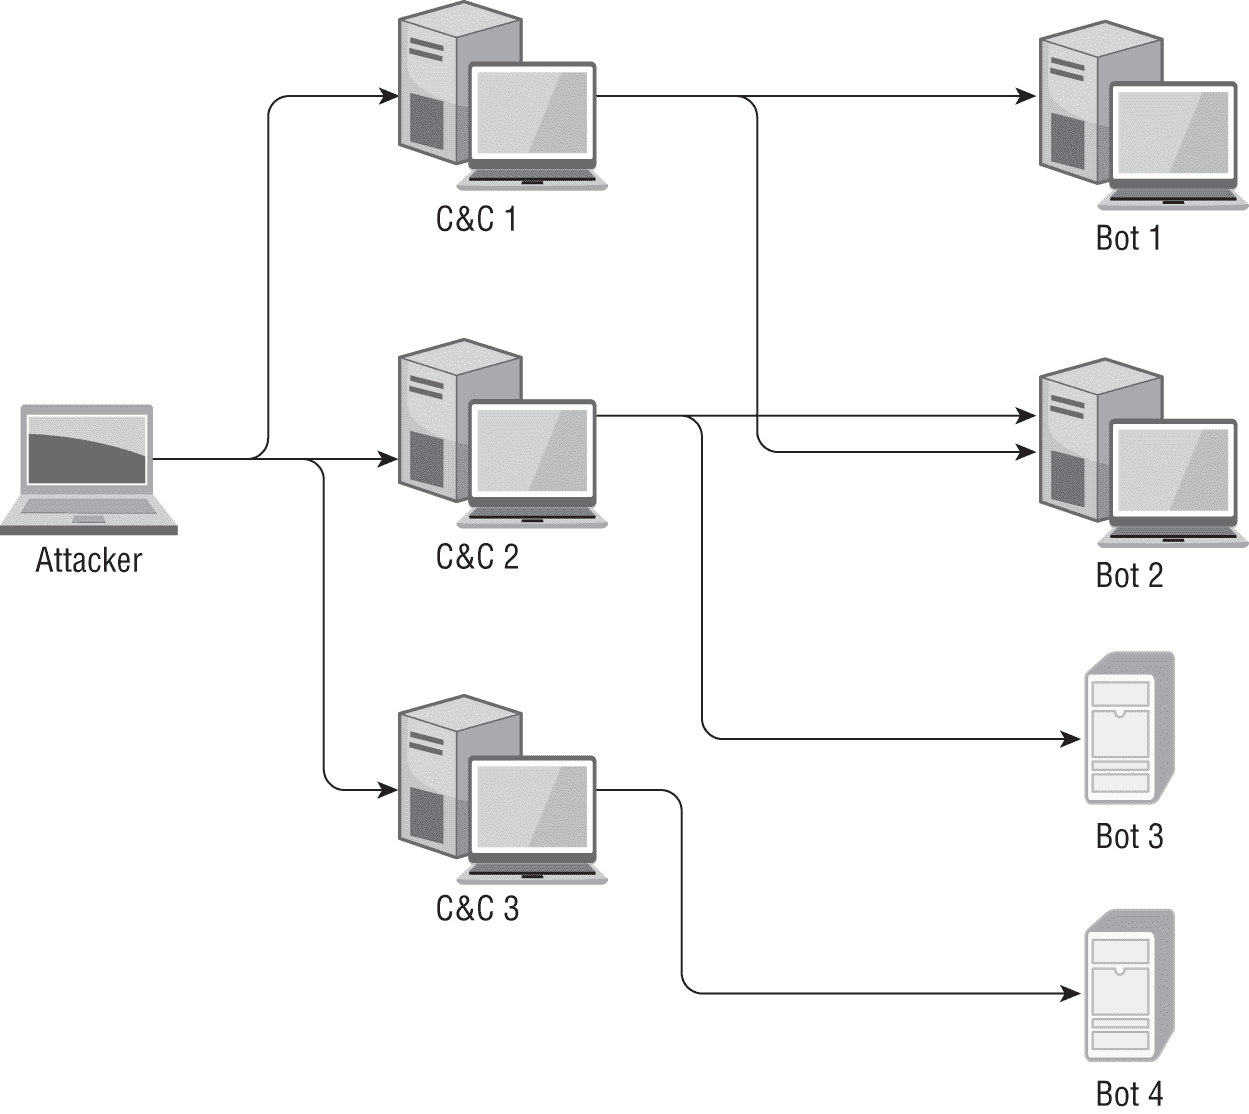 C&C 1
Bot 1
Attacker
C&C 2
Bot 2
Bot 3
C&C 3
Bot 4